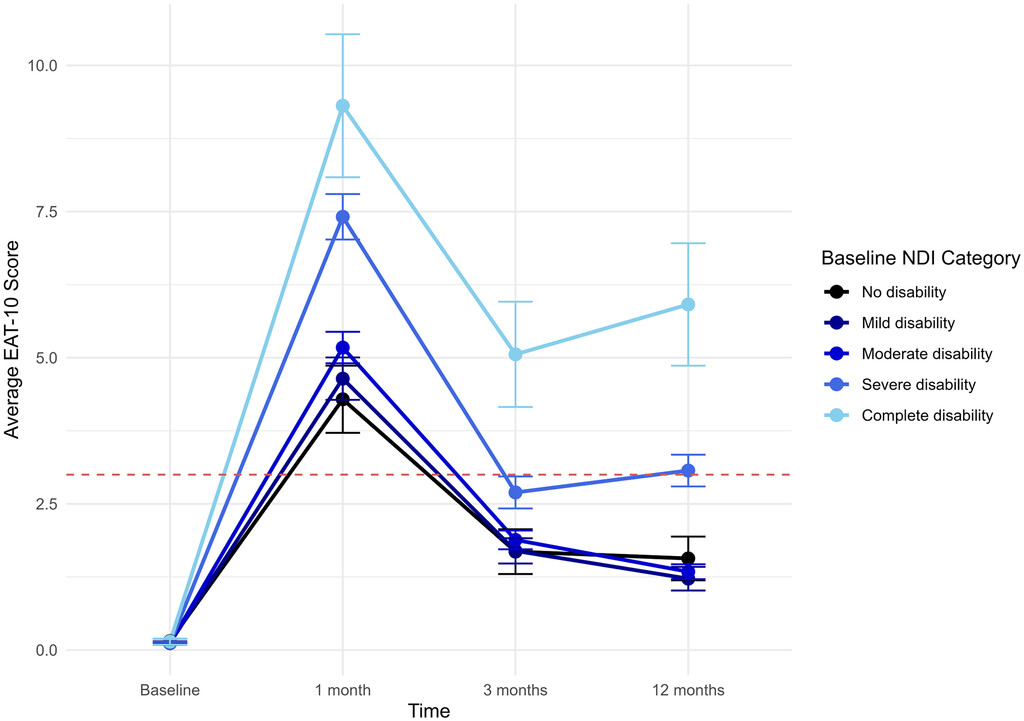 Average EAT-10 Score
10.0
7.5
5.0
2.5
0.0
Baseline
1 month
3 months
12 months
Time
Baseline NDI Category
No disability
Mild disability
Moderate disability
Severe disability
Complete disability